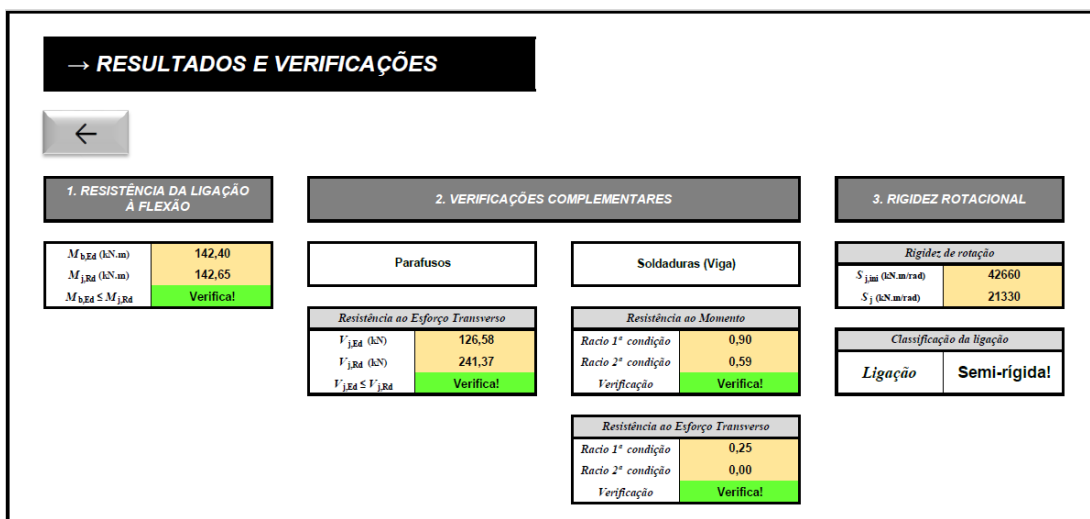 → RESULTADOS E VERIFICAÇÕES
←
1. RESISTÊNCIA DA LIGAÇÃO
À FLEXÃO
M b,Ed (kN.m) 142,40
M j,Rd (kN.m) 142,65
M b,Ed ≤ M j,Rd Verifica!
2. VERIFICAÇÕES COMPLEMENTARES
Parafusos
Resistência ao Esforço Transverso
V j,Ed (kN) 126,58
V j,Rd (kN) 241,37
V j,Ed ≤ V j,Rd Verifica!
Soldaduras (Viga)
Resistência ao Momento
Racio 1ª condição 0,90
Racio 2ª condição 0,59
Verificação Verifica!
Resistência ao Esforço Transverso
Racio 1ª condição 0,25
Racio 2ª condição 0,00
Verificação Verifica!
3. RIGIDEZ ROTACIONAL
Rigidez de rotação
S j,ini (kN.m/rad) 42660
S j (kN.m/rad) 21330
Classificação da ligação
Ligação Semi-rígida!